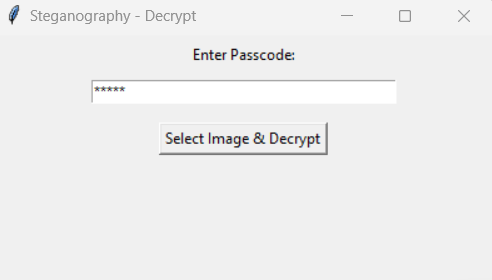 Steganography - Decrypt
Enter Passcode:
*****
Select Image & Decrypt